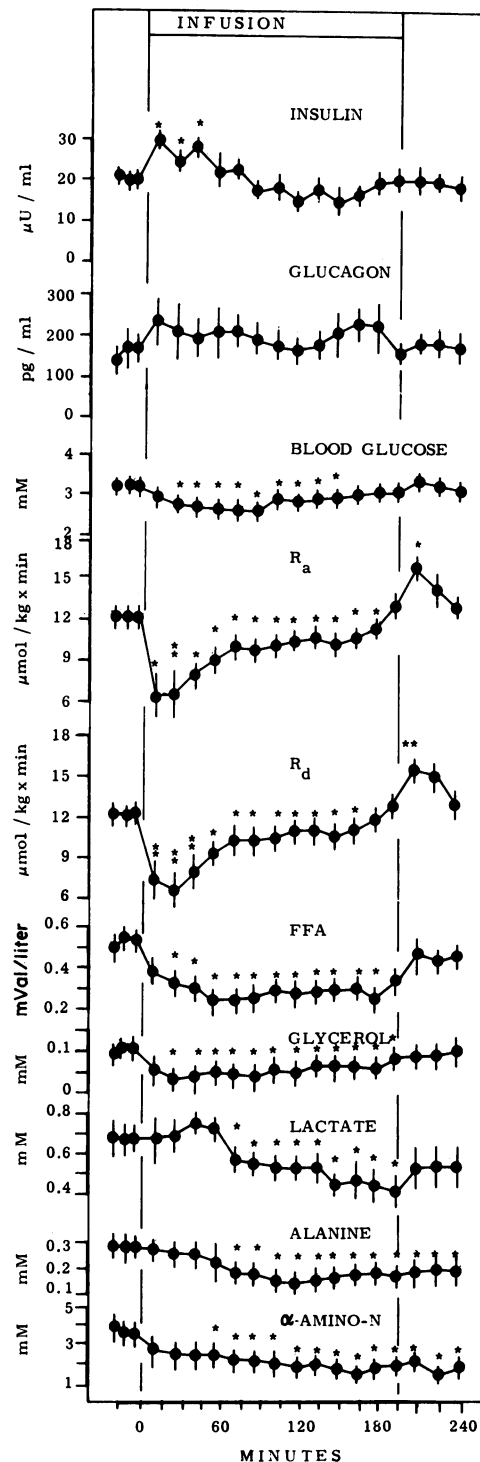 INFUSION
INSULIN
30
20
10
0
µU / ml
GLUCAGON
300
200
100
0
pg / ml
BLOOD GLUCOSE
4
3
2
mM
Ra
18
15
12
9
6
µmol / kg x min
Rd
18
15
12
9
6
µmol / kg x min
FFA
0.6
0.4
0.2
mVal/liter
GLYCEROL
0.1
0
mM
LACTATE
0.8
0.6
0.4
mM
ALANINE
0.3
0.2
0.1
mM
α-AMINO-N
5
3
1
mM
0 60 120 180 240
MINUTES